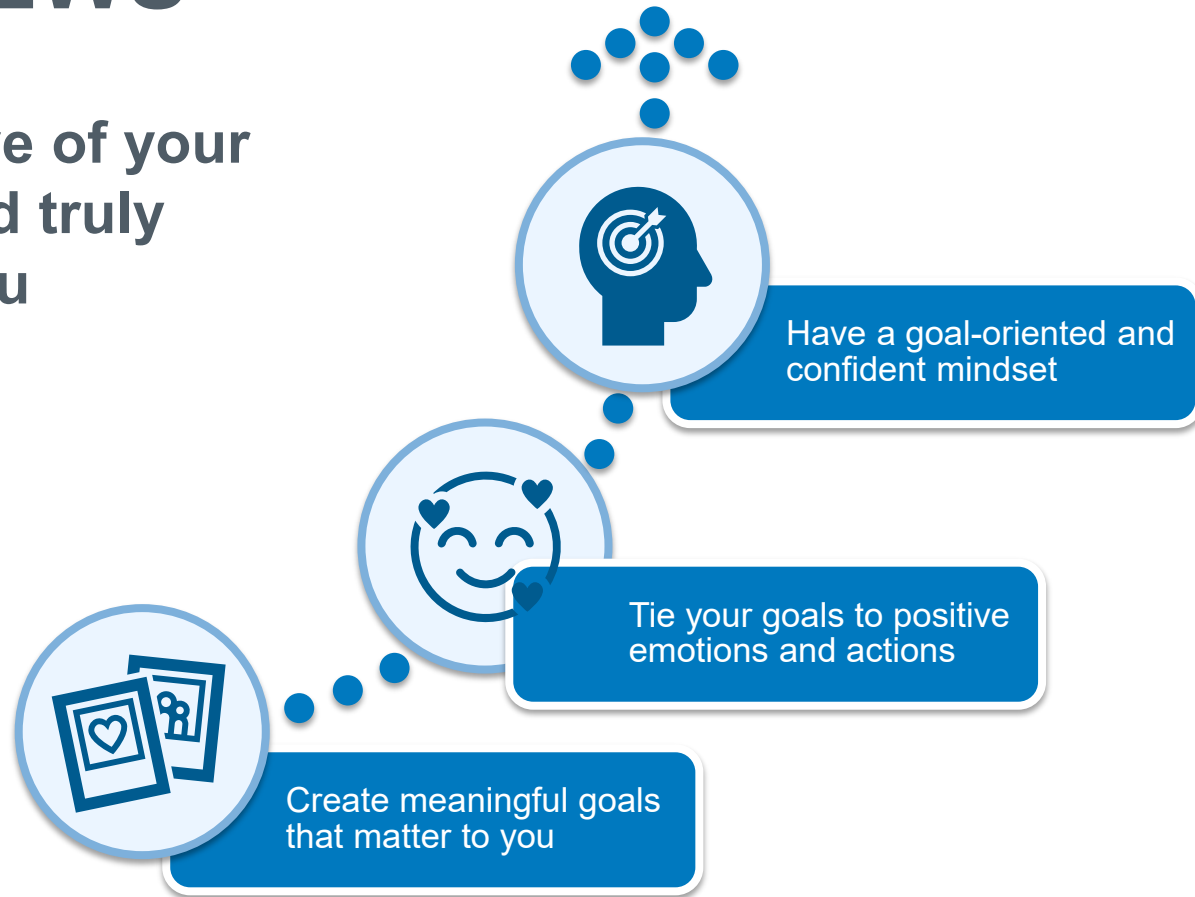 of your
truly
Have a goal-oriented and
confident mindset
Tie your goals to positive
emotions and actions
Create meaningful goals
that matter to you